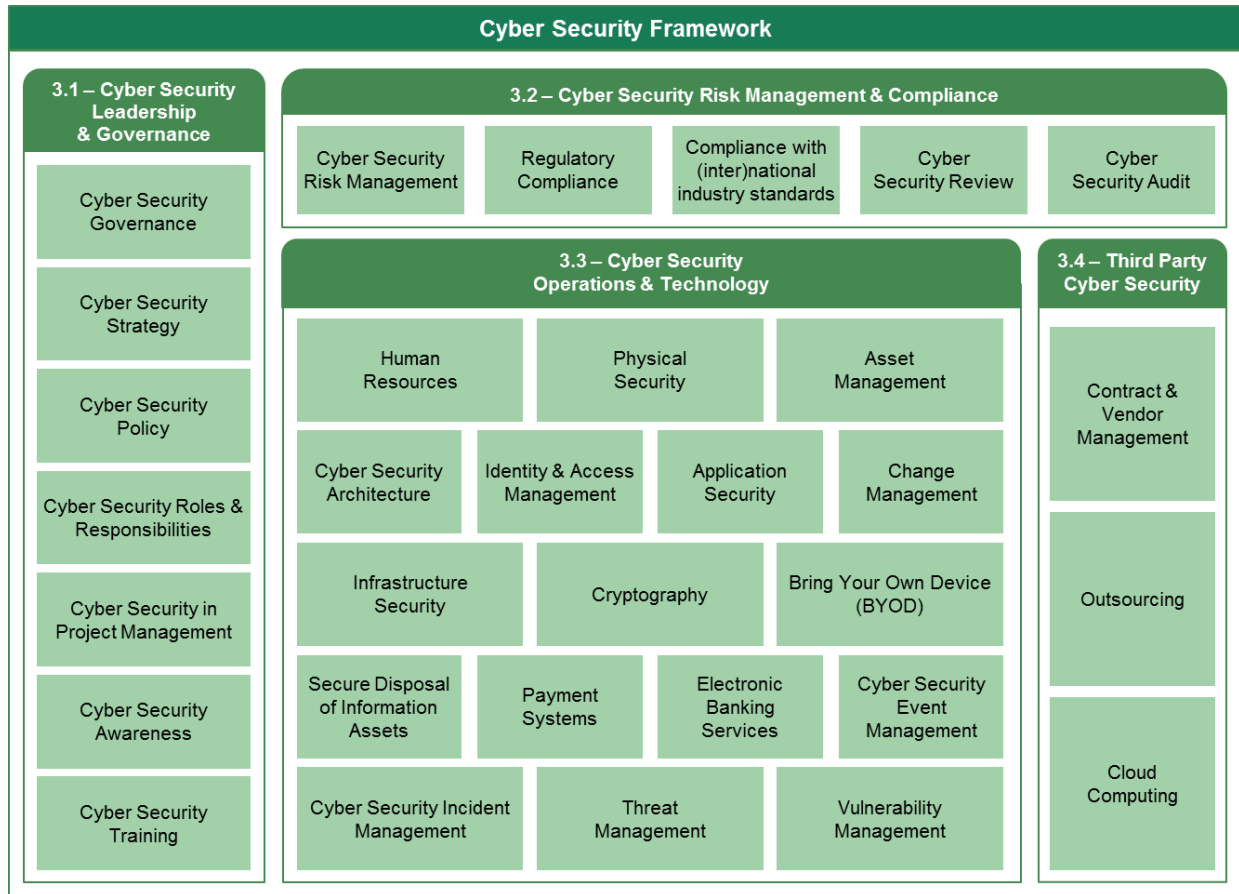 Cyber Security Framework
3.1 – Cyber Security
Leadership
& Governance
Cyber Security
Governance
Cyber Security
Strategy
Cyber Security
Policy
Cyber Security Roles &
Responsibilities
Cyber Security in
Project Management
Cyber Security
Awareness
Cyber Security
Training
3.2 – Cyber Security Risk Management & Compliance
Cyber Security
Risk Management
Regulatory
Compliance
Compliance with
(inter)national
industry standards
Cyber
Security Review
Cyber
Security Audit
3.3 – Cyber Security
Operations & Technology
Human
Resources
Physical
Security
Asset
Management
Cyber Security
Architecture
Identity & Access
Management
Application
Security
Change
Management
Infrastructure
Security
Cryptography
Bring Your Own Device
(BYOD)
Secure Disposal
of Information
Assets
Payment
Systems
Electronic
Banking
Services
Cyber Security
Event
Management
Cyber Security Incident
Management
Threat
Management
Vulnerability
Management
3.4 – Third Party
Cyber Security
Contract &
Vendor
Management
Outsourcing
Cloud
Computing